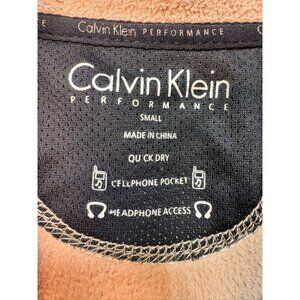 Calvin Klein PERFORMANCE
Calvin Klein
PERFORMANCE
SMALL
MADE IN CHINA
QUICK DRY
CELLPHONE POCKET
HEADPHONE ACCESS